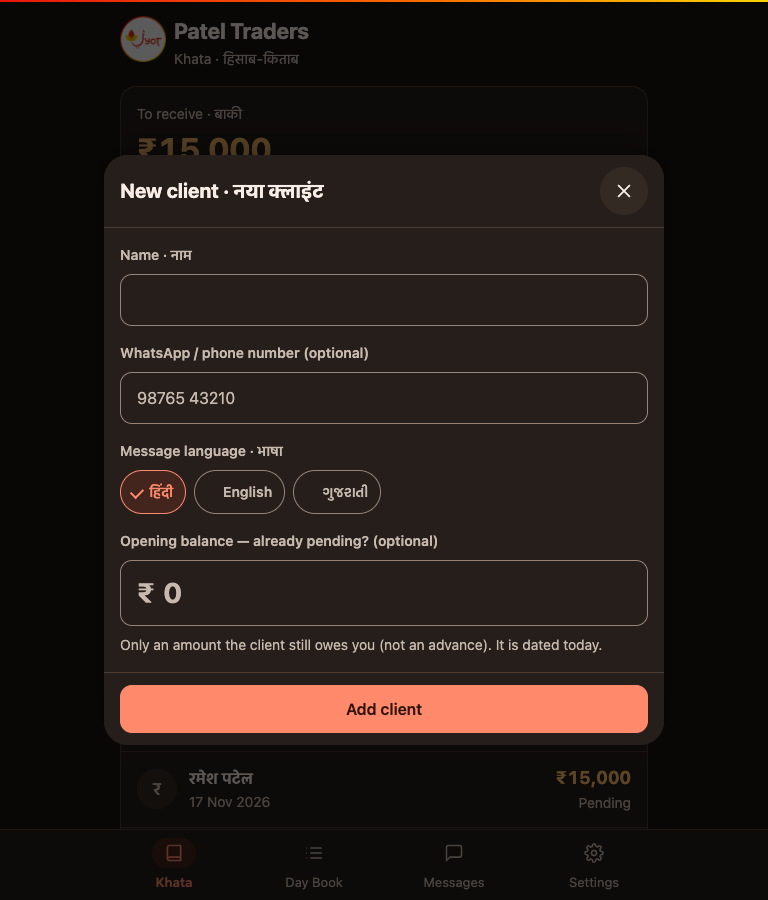 Jyot
Patel Traders
Khata · हिसाब-किताब
To receive · बाकी
₹15,000
New client · नया क्लाइंट
Name · नाम
WhatsApp / phone number (optional)
98765 43210
Message language · भाषा
हिंदी English ગુજરાતી
Opening balance — already pending? (optional)
₹ 0
Only an amount the client still owes you (not an advance). It is dated today.
Add client
र रमेश पटेल ₹15,000
17 Nov 2026 Pending
Khata Day Book Messages Settings